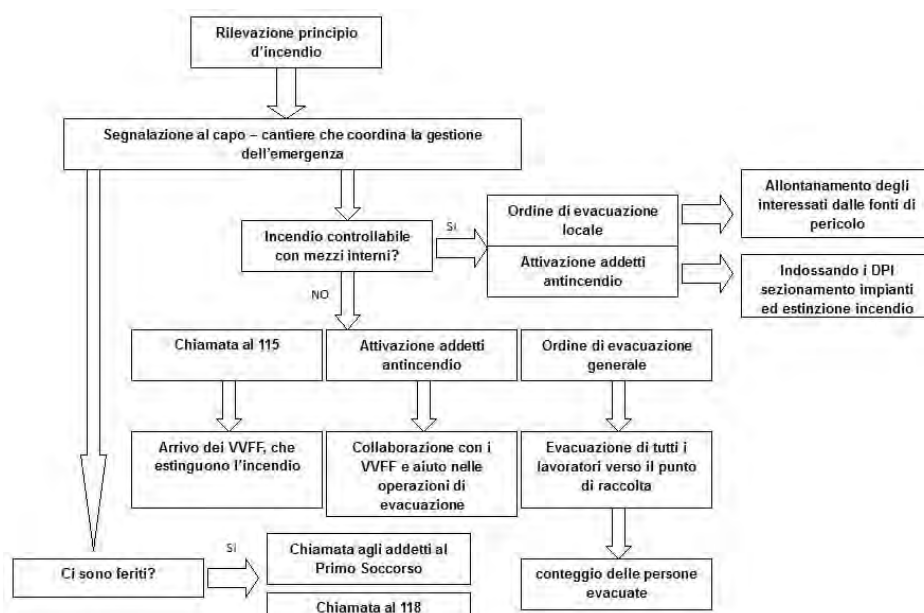 Rilevazione principio
d'incendio
Segnalazione al capo – cantiere che coordina la gestione
dell'emergenza
Incendio controllabile
con mezzi interni?
Si
Ordine di evacuazione
locale
Allontanamento degli
interessati dalle fonti di
pericolo
Attivazione addetti
antincendio
Indossando i DPI
sezionamento impianti
ed estinzione incendio
NO
Chiamata al 115
Attivazione addetti
antincendio
Ordine di evacuazione
generale
Arrivo dei VVFF, che
estinguono l'incendio
Collaborazione con i
VVFF e aiuto nelle
operazioni di
evacuazione
Evacuazione di tutti i
lavoratori verso il punto
di raccolta
Ci sono feriti?
Si
Chiamata agli addetti al
Primo Soccorso
Chiamata al 118
conteggio delle persone
evacuate